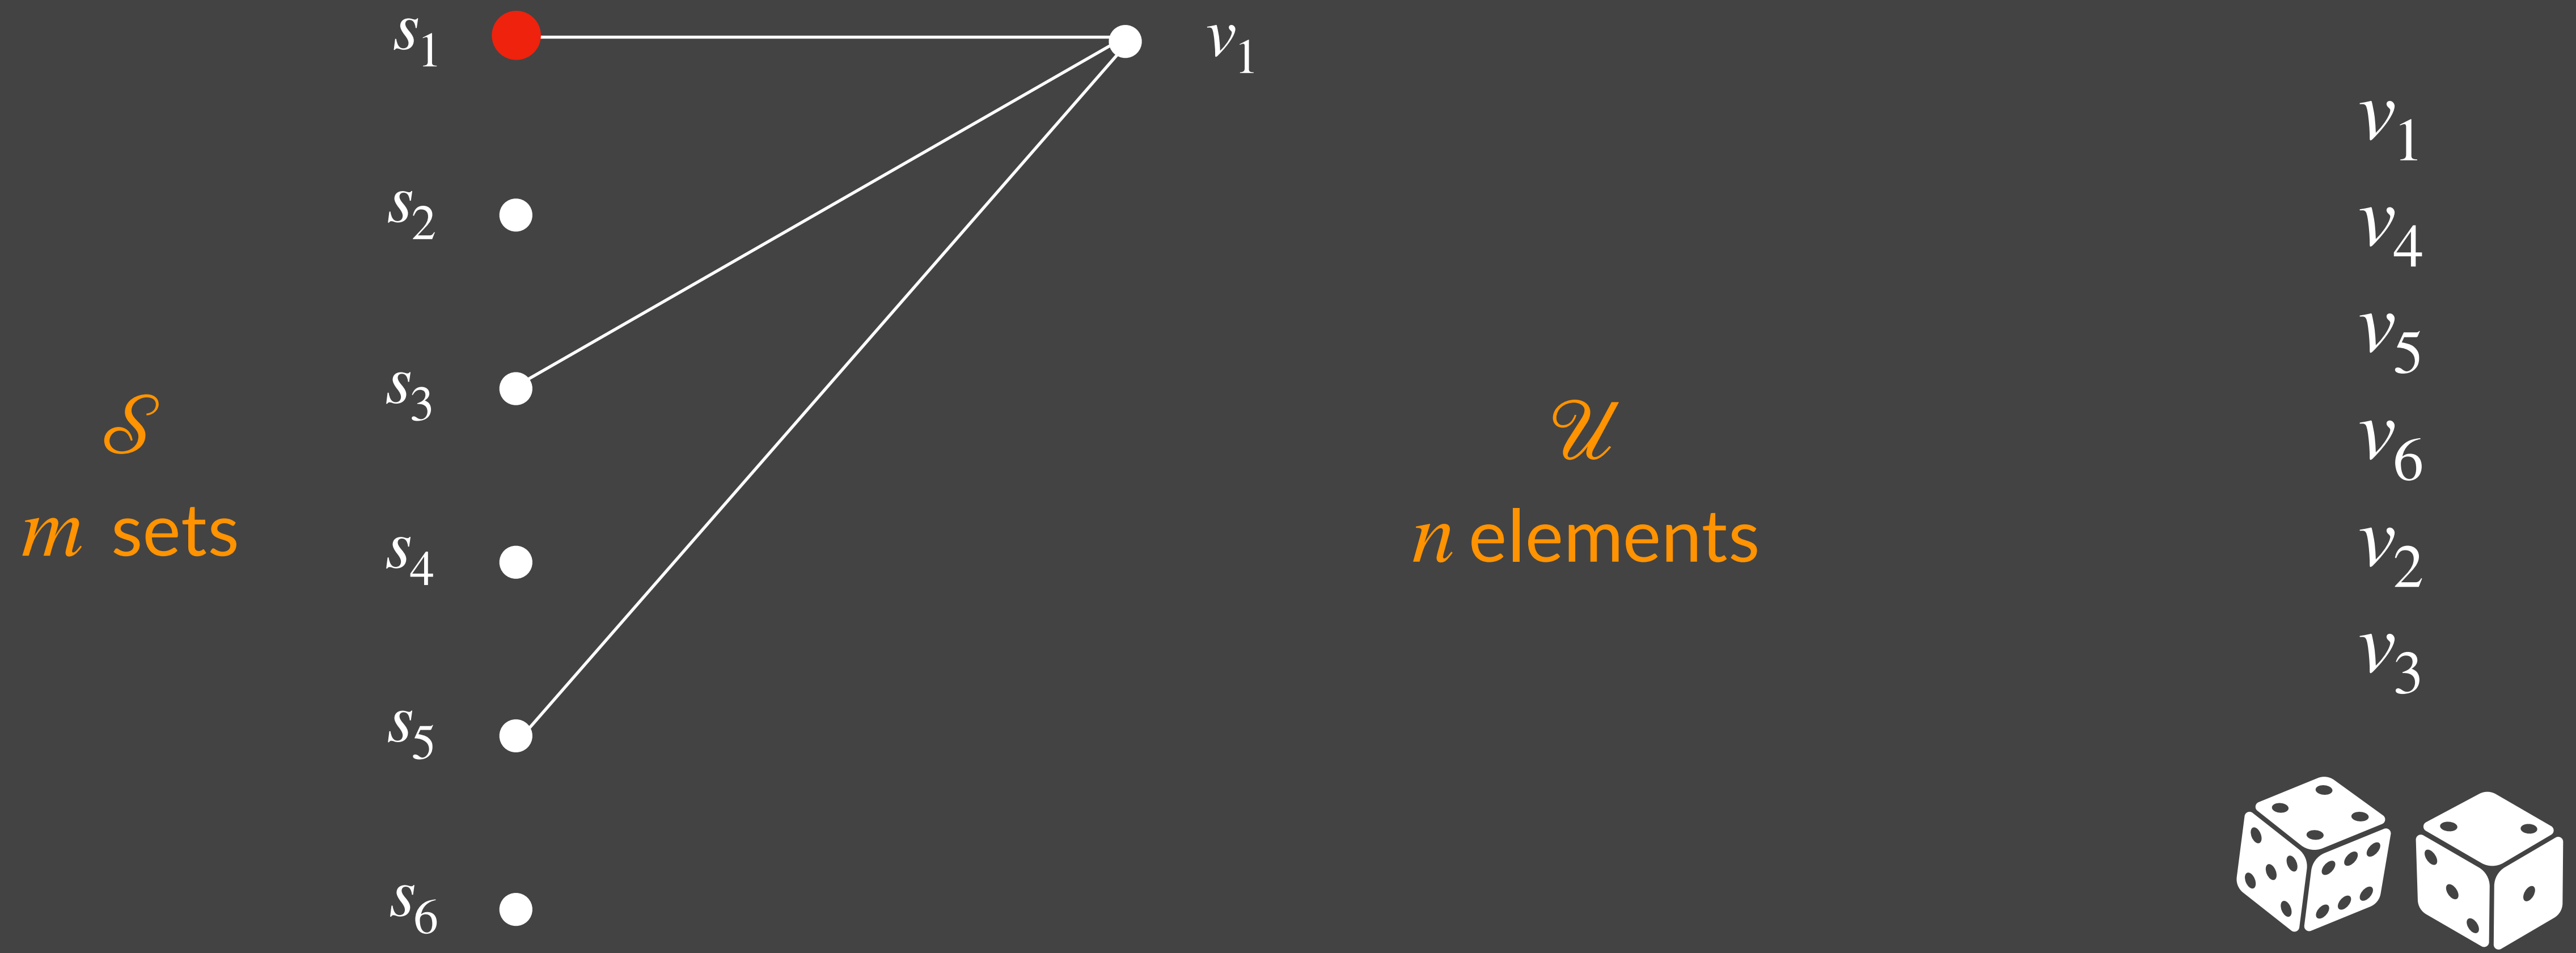 s₁
s₂
s₃
s₄
s₅
s₆
𝒮
m sets
v₁
𝒰
n elements
v₁
v₄
v₅
v₆
v₂
v₃